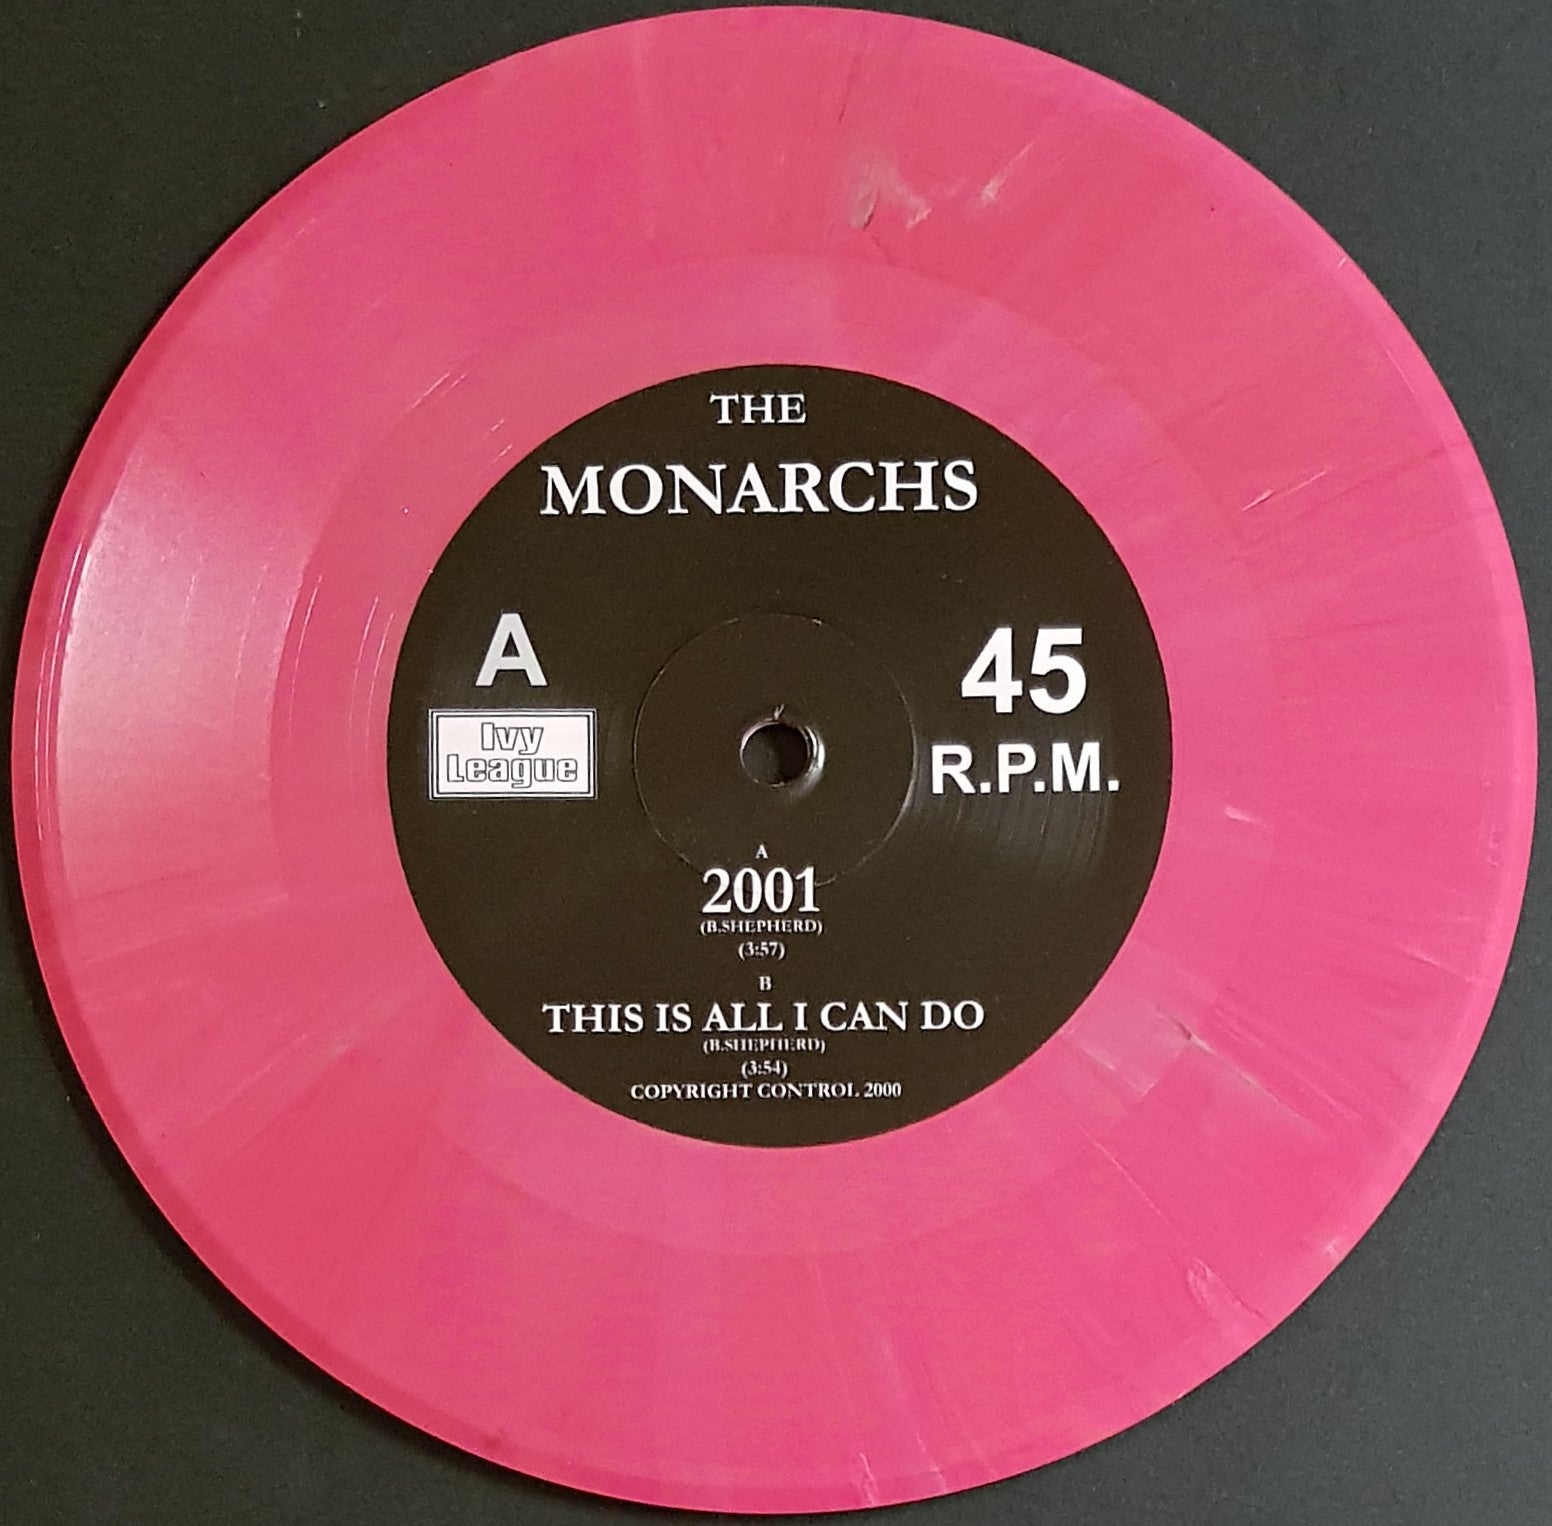 THE
MONARCHS
A
45
R.P.M.
Ivy
League
A
2001
(B.SHEPHERD)
(3:57)
B
THIS IS ALL I CAN DO
(B.SHEPHERD)
(3:54)
COPYRIGHT CONTROL 2000